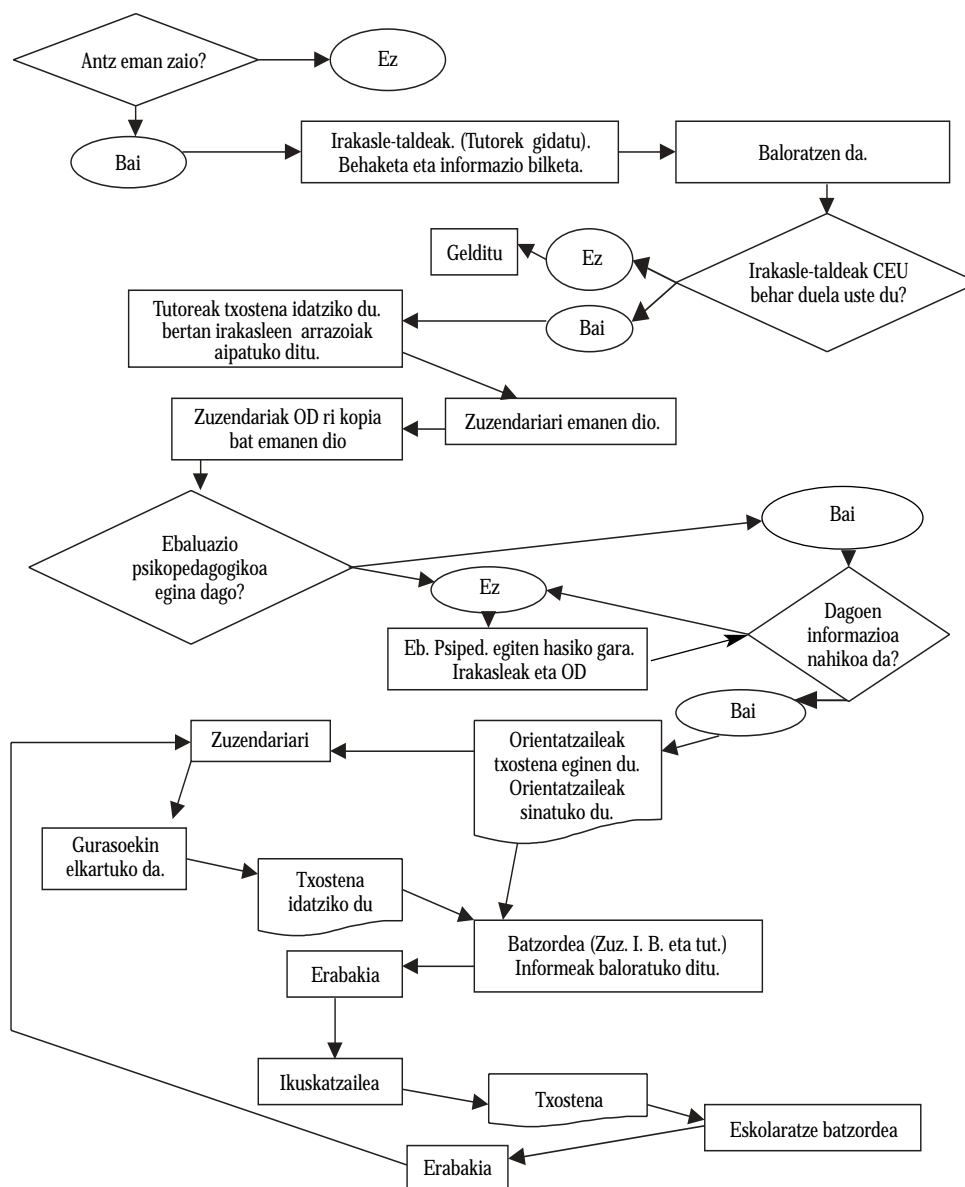 Antz eman zaio?
Ez
Bai
Irakasle-taldeak. (Tutorek gidatu).
Behaketa eta informazio bilketa.
Baloratzen da.
Irakasle-taldeak CEU
behar duela uste du?
Ez
Gelditu
Bai
Tutoreak txostena idatziko du.
bertan irakasleen arrazoiak
aipatuko ditu.
Zuzendariari emanen dio.
Zuzendariak OD ri kopia
bat emanen dio
Ebaluazio
psikopedagogikoa
egina dago?
Bai
Ez
Eb. Psiped. egiten hasiko gara.
Irakasleak eta OD
Dagoen
informazioa
nahikoa da?
Bai
Orientatzaileak
txostena eginen du.
Orientatzaileak
sinatuko du.
Zuzendariari
Gurasoekin
elkartuko da.
Txostena
idatziko du
Batzordea (Zuz. I. B. eta tut.)
Informeak baloratuko ditu.
Erabakia
Ikuskatzailea
Txostena
Eskolaratze batzordea
Erabakia